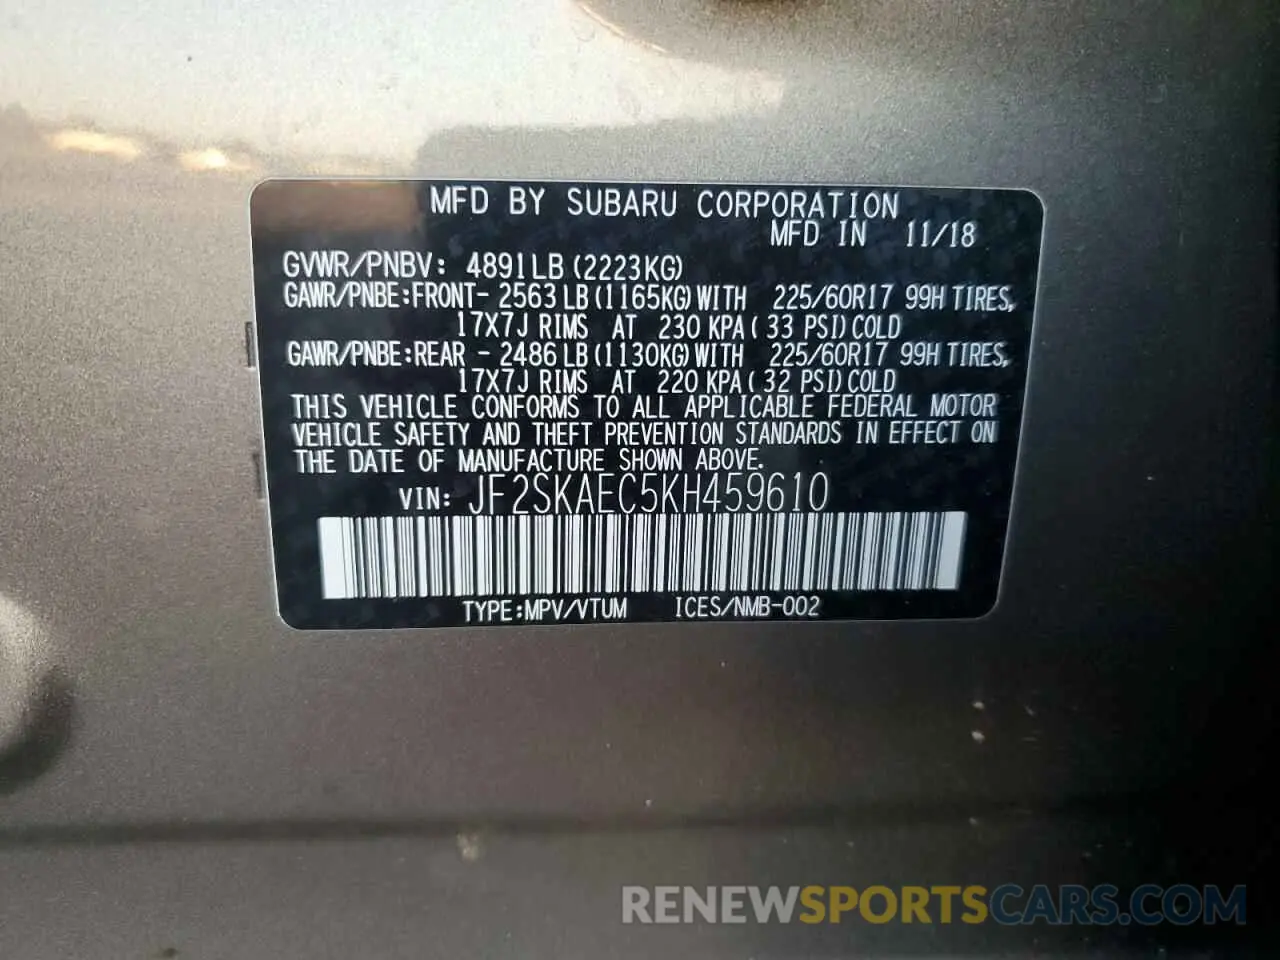 MFD BY SUBARU CORPORATION
MFD IN 11/18
GVWR/PNBV: 4891LB (2223KG)
GAWR/PNBE:FRONT- 2563LB(1165KG)WITH 225/60R17 99H TIRES,
17X7J RIMS AT 230 KPA( 33 PSI)COLD
GAWR/PNBE:REAR - 2486LB(1130KG)WITH 225/60R17 99H TIRES,
17X7J RIMS AT 220 KPA( 32 PSI)COLD
THIS VEHICLE CONFORMS TO ALL APPLICABLE FEDERAL MOTOR
VEHICLE SAFETY AND THEFT PREVENTION STANDARDS IN EFFECT ON
THE DATE OF MANUFACTURE SHOWN ABOVE.
VIN: JF2SKAEC5KH459610
TYPE:MPV/VTUM ICES/NMB-002
RENEWSPORTSCARS.COM